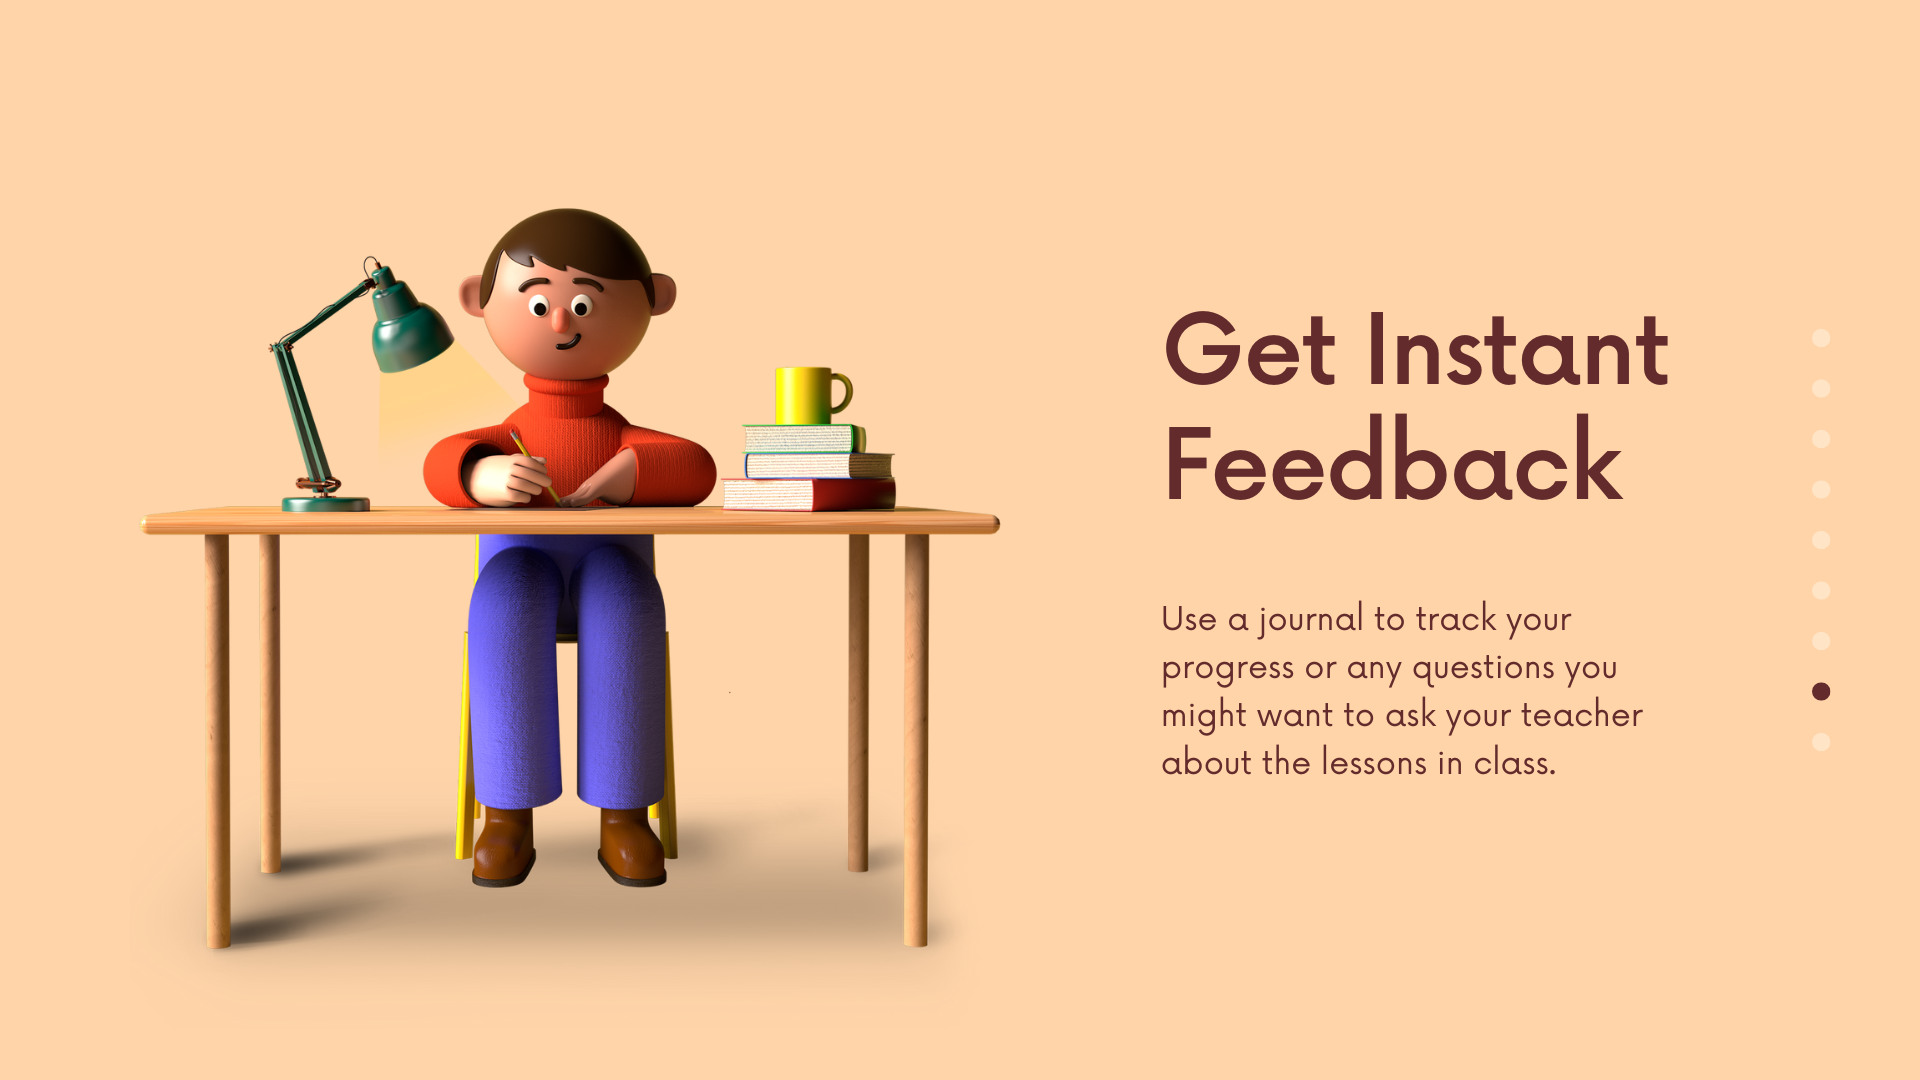 Get Instant
Feedback
Use a journal to track your
progress or any questions you
might want to ask your teacher
about the lessons in class.